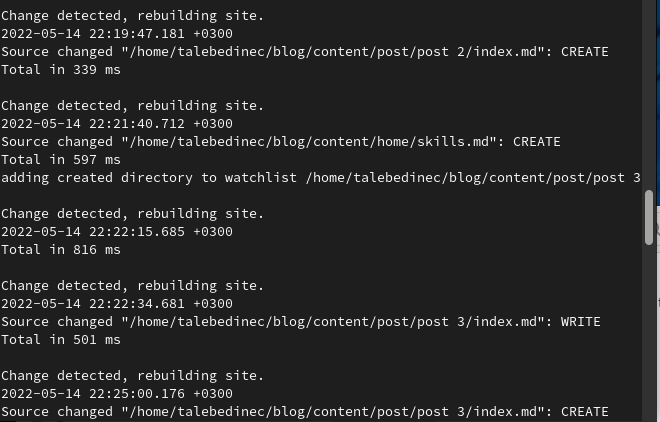 Change detected, rebuilding site.
2022-05-14 22:19:47.181 +0300
Source changed "/home/talebedinec/blog/content/post/post 2/index.md": CREATE
Total in 339 ms
Change detected, rebuilding site.
2022-05-14 22:21:40.712 +0300
Source changed "/home/talebedinec/blog/content/home/skills.md": CREATE
Total in 597 ms
adding created directory to watchlist /home/talebedinec/blog/content/post/post 3
Change detected, rebuilding site.
2022-05-14 22:22:15.685 +0300
Total in 816 ms
Change detected, rebuilding site.
2022-05-14 22:22:34.681 +0300
Source changed "/home/talebedinec/blog/content/post/post 3/index.md": WRITE
Total in 501 ms
Change detected, rebuilding site.
2022-05-14 22:25:00.176 +0300
Source changed "/home/talebedinec/blog/content/post/post 3/index.md": CREATE